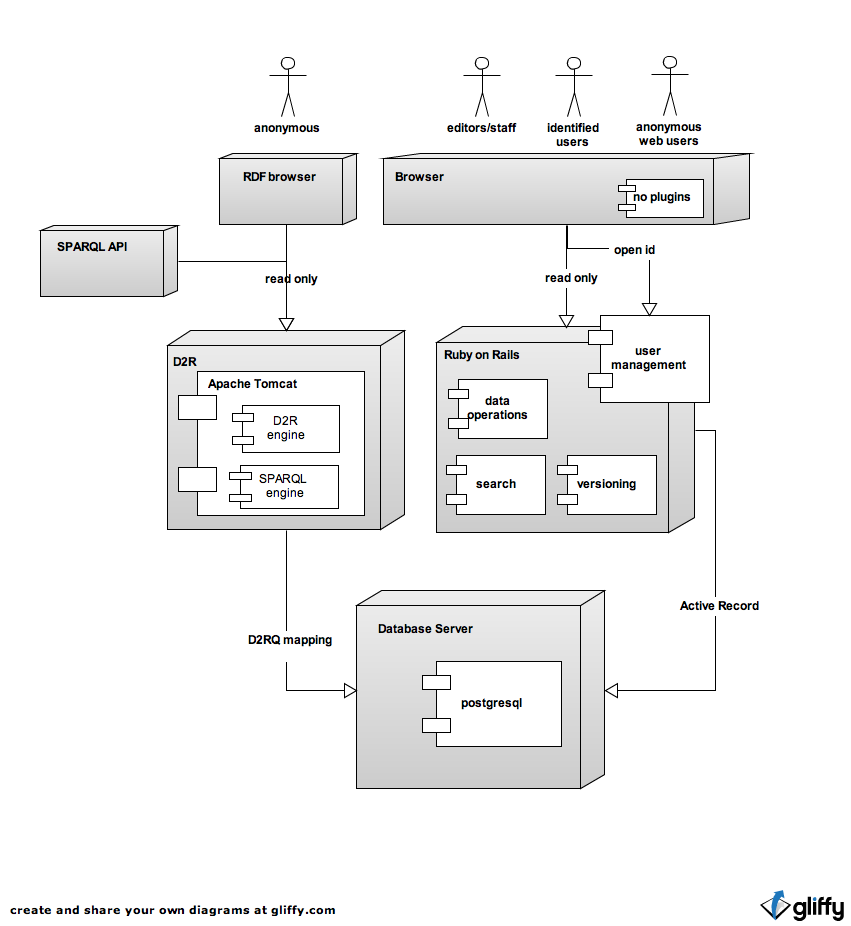 anonymous
editors/staff
identified
users
anonymous
web users
RDF browser
Browser
no plugins
SPARQL API
open id
read only
read only
D2R
Apache Tomcat
D2R
engine
SPARQL
engine
Ruby on Rails
user
management
data
operations
search
versioning
Active Record
D2RQ mapping
Database Server
postgresql
create and share your own diagrams at gliffy.com
gliffy